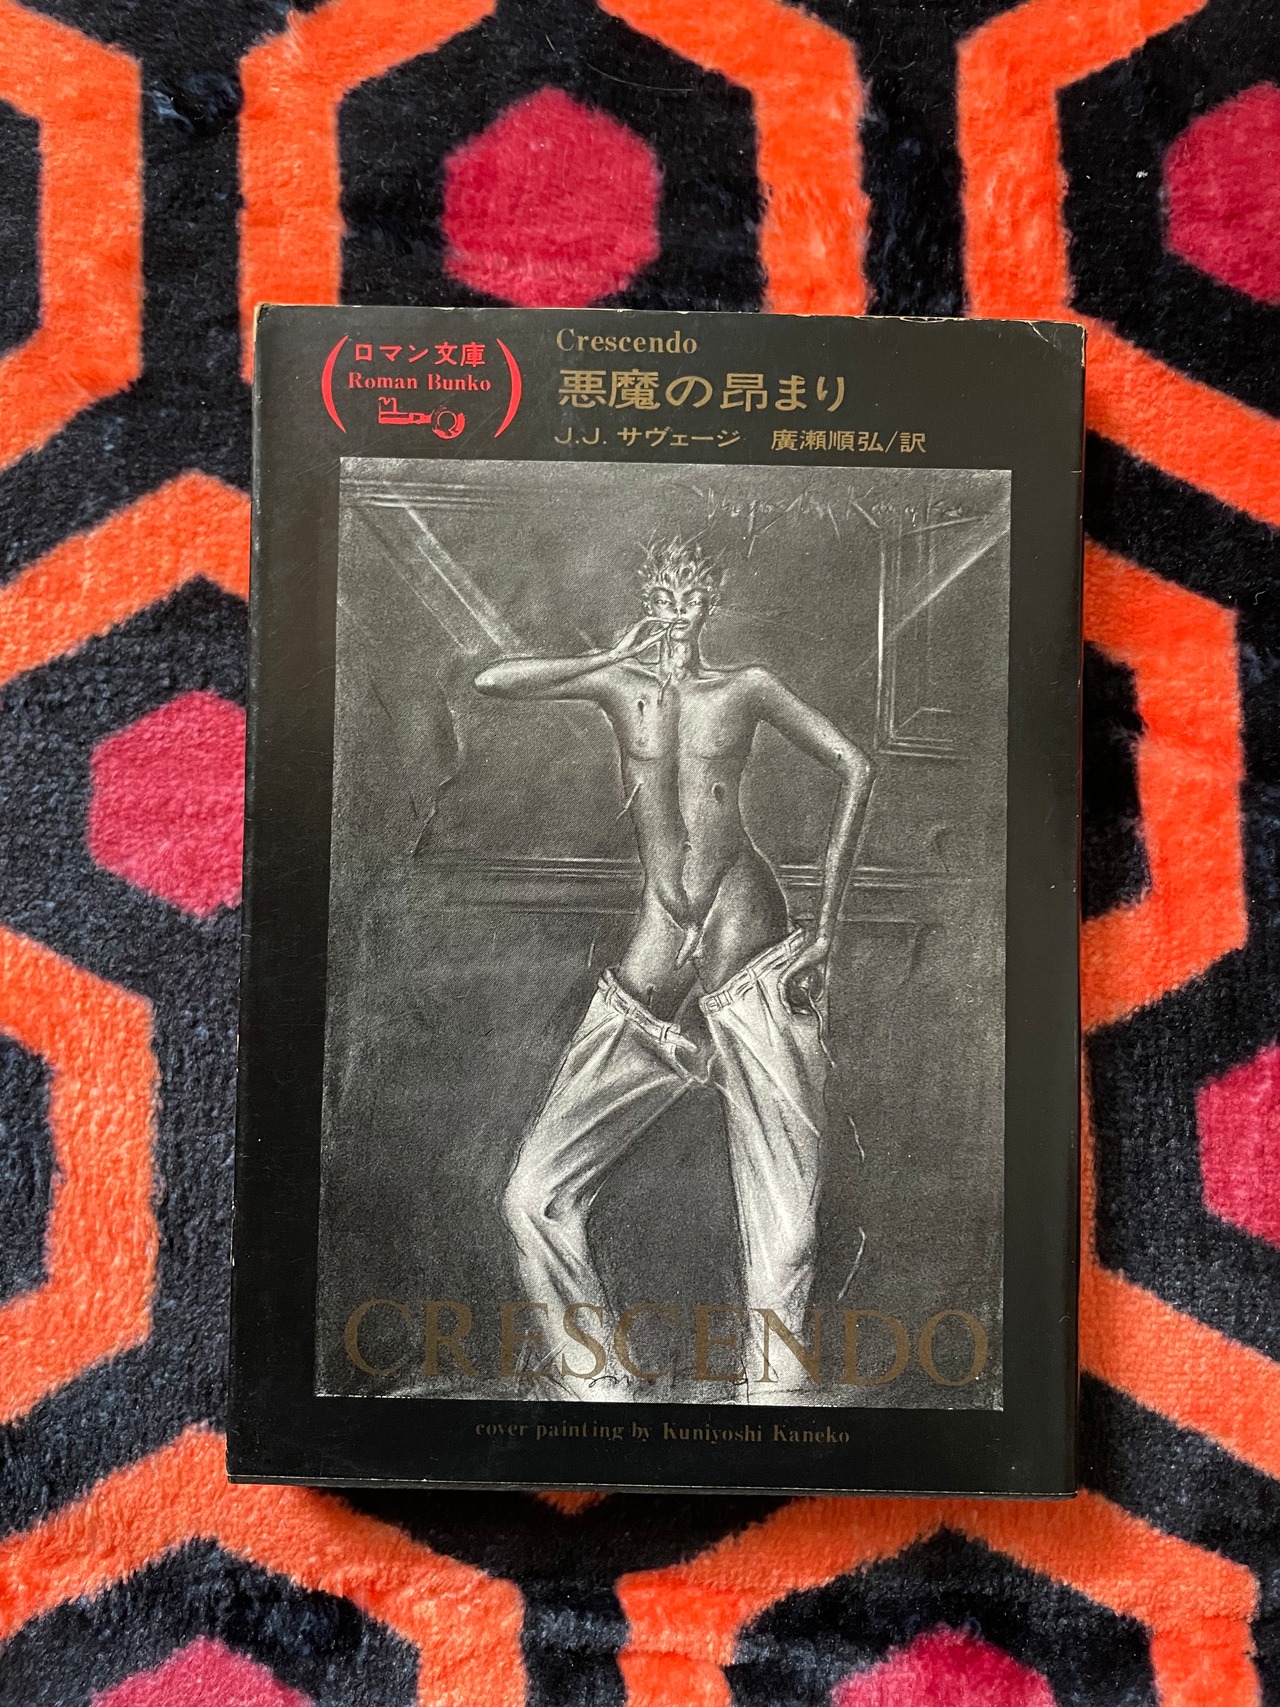 ロマン文庫
Roman Bunko
Crescendo
悪魔の昂まり
J.J. サヴェージ 廣瀬順弘/訳
CRESCENDO
cover painting by Kuniyoshi Kaneko